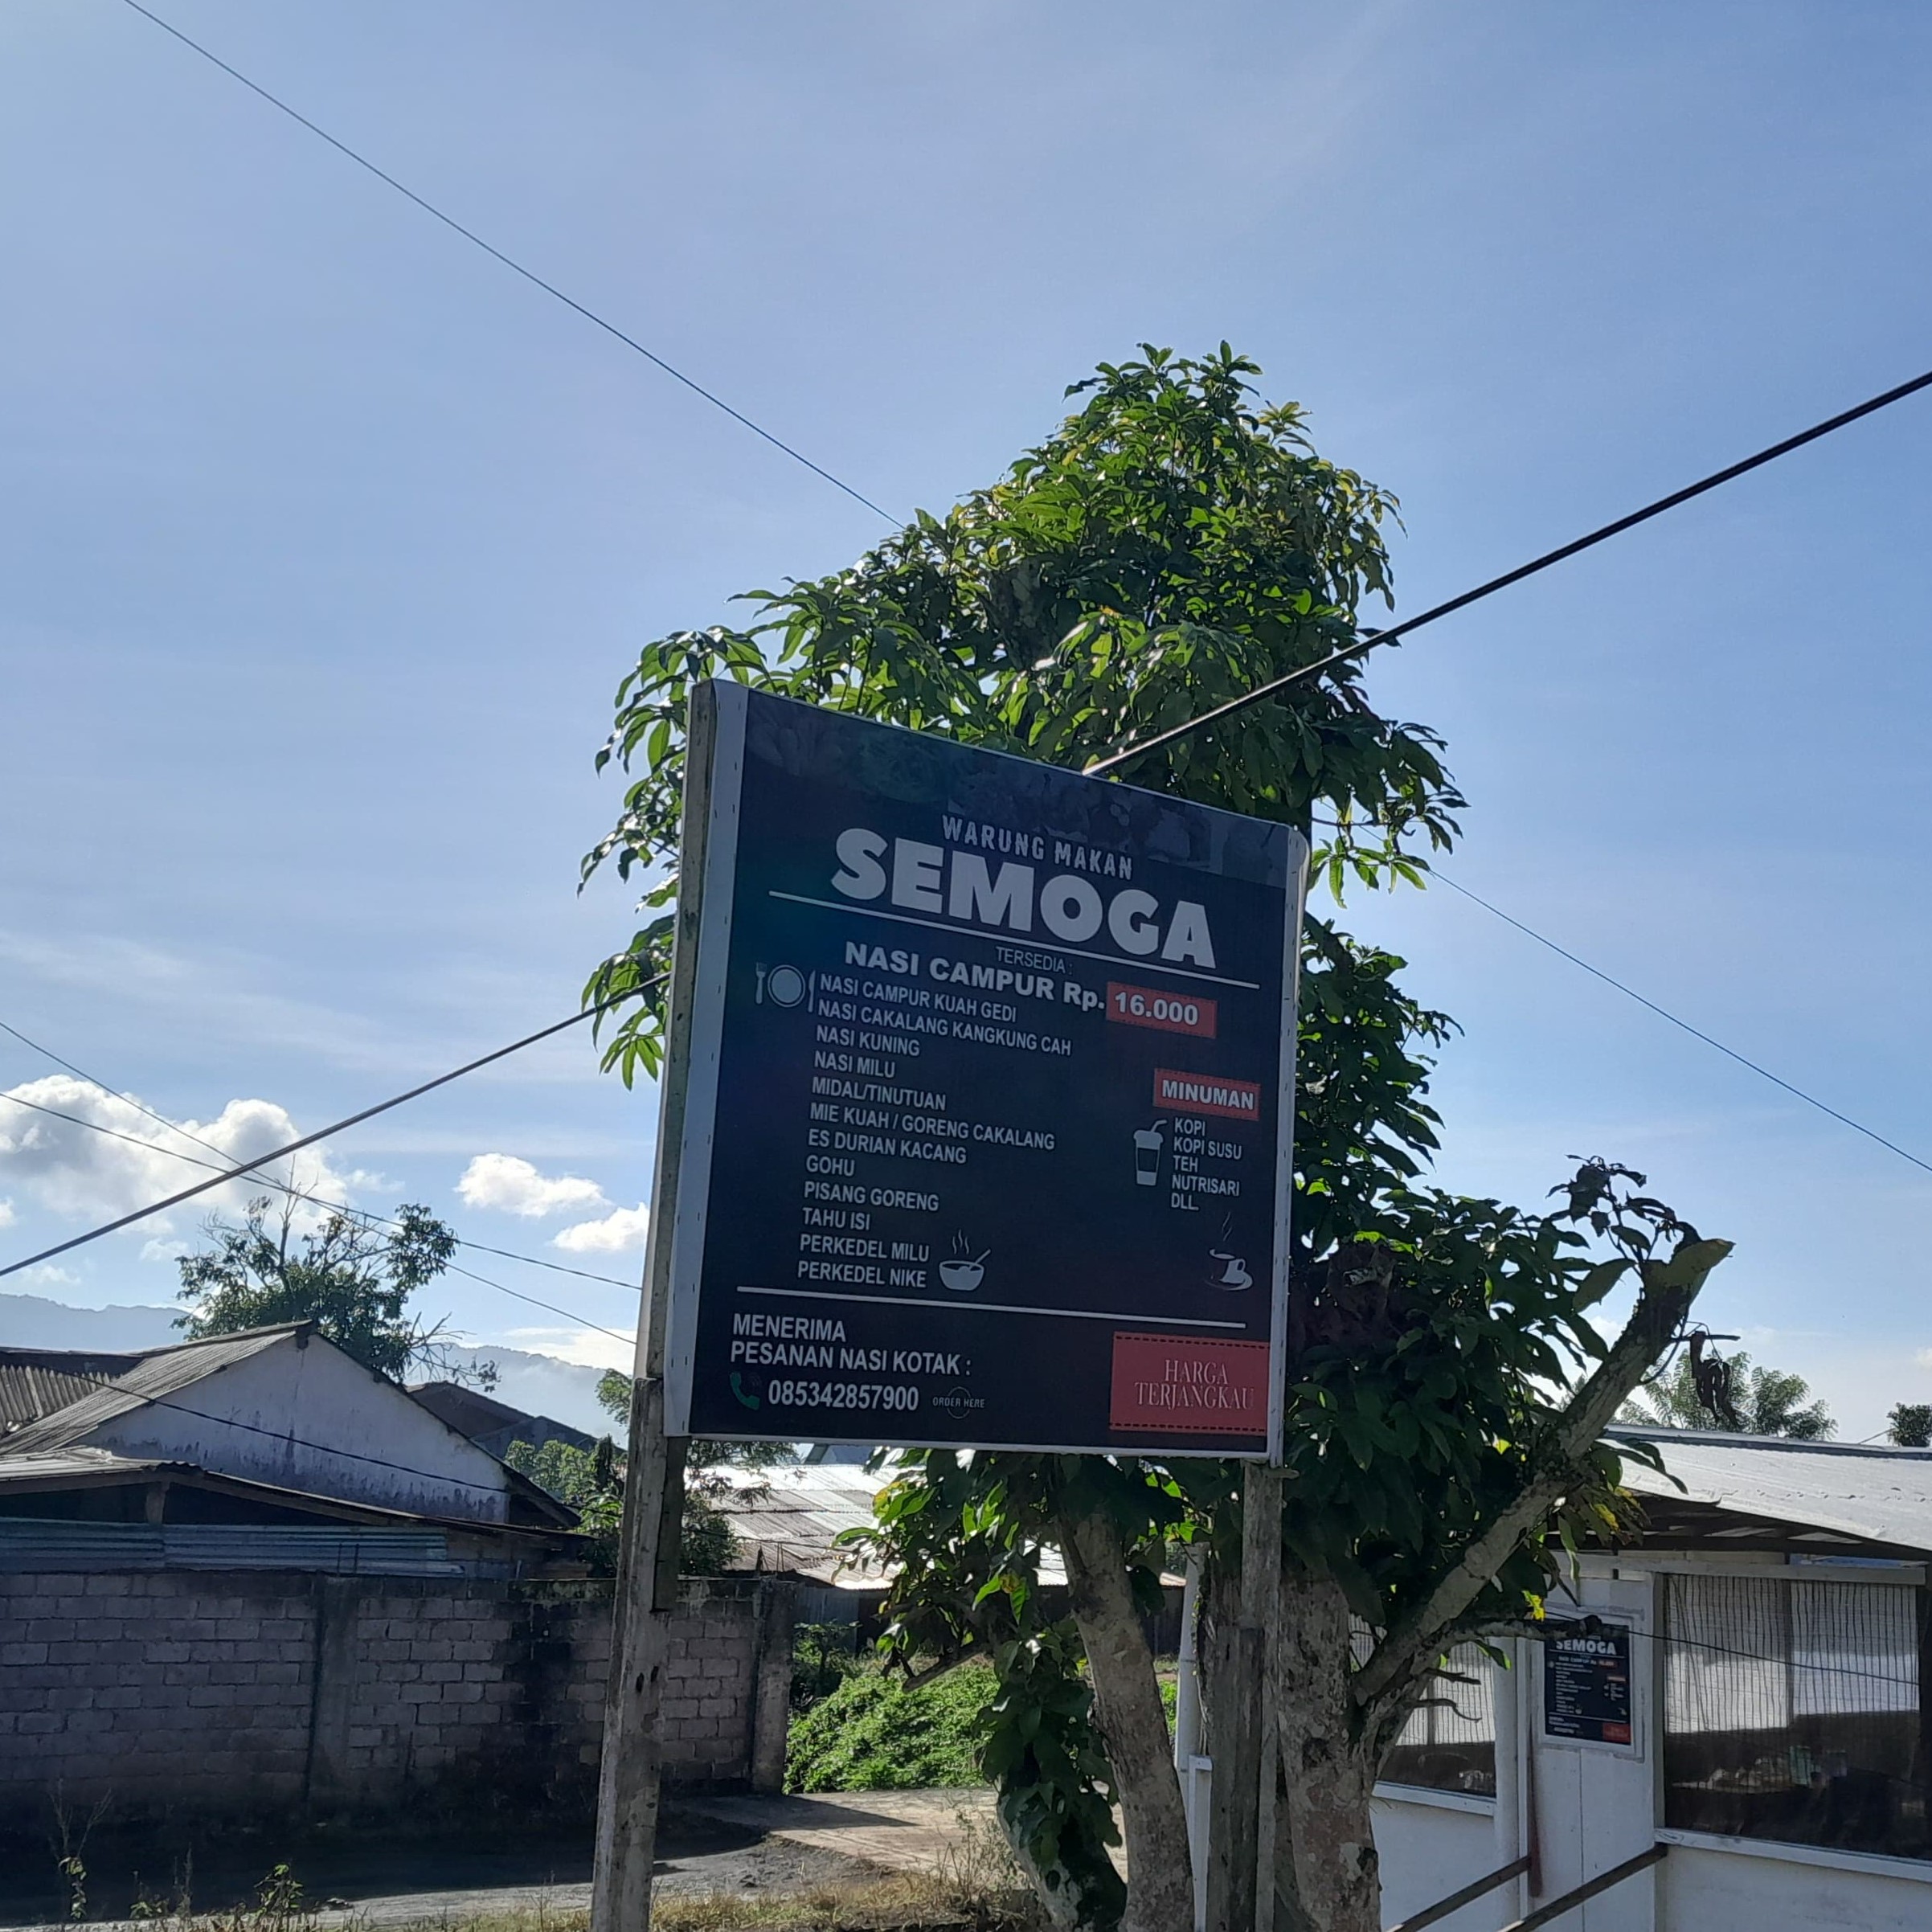 WARUNG MAKAN
SEMOGA
TERSEDIA :
NASI CAMPUR Rp. 16.000
NASI CAMPUR KUAH GEDI
NASI CAKALANG KANGKUNG CAH
NASI KUNING
NASI MILU
MIDAL/TINUTUAN
MIE KUAH / GORENG CAKALANG
ES DURIAN KACANG
GOHU
PISANG GORENG
TAHU ISI
PERKEDEL MILU
PERKEDEL NIKE
MINUMAN
KOPI
KOPI SUSU
TEH
NUTRISARI
DLL.
MENERIMA
PESANAN NASI KOTAK :
085342857900
ORDER HERE
HARGA
TERJANGKAU
SEMOGA
NASI CAMPUR